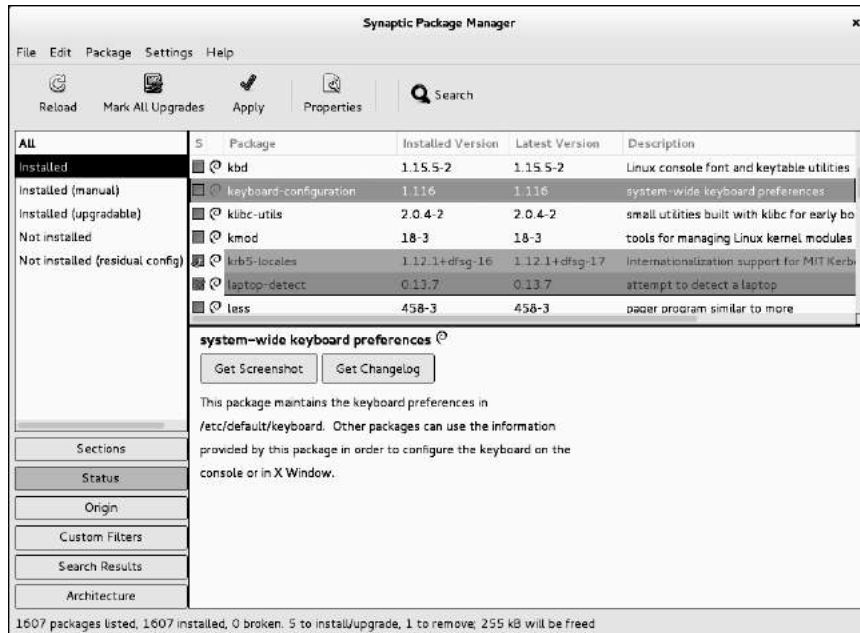 Synaptic Package Manager x
File Edit Package Settings Help
Reload Mark All Upgrades Apply Properties Search
All
Installed
Installed (manual)
Installed (upgradable)
Not installed
Not installed (residual config)
S Package Installed Version Latest Version Description
kbd 1.15.5-2 1.15.5-2 Linux console font and keytable utilities
keyboard-configuration 1.116 1.116 system-wide keyboard preferences
klibc-utils 2.0.4-2 2.0.4-2 small utilities built with klibc for early bo
kmod 18-3 18-3 tools for managing Linux kernel modules
krb5-locales 1.12.1+dfsg-16 1.12.1+dfsg-17 Internationalization support for MIT Kerb
laptop-detect 0.13.7 0.13.7 attempt to detect a laptop
less 458-3 458-3 pager program similar to more
system-wide keyboard preferences
Get Screenshot Get Changelog
This package maintains the keyboard preferences in
/etc/default/keyboard. Other packages can use the information
provided by this package in order to configure the keyboard on the
console or in X Window.
Sections
Status
Origin
Custom Filters
Search Results
Architecture
1607 packages listed, 1607 installed, 0 broken. 5 to install/upgrade, 1 to remove; 255 kB will be freed